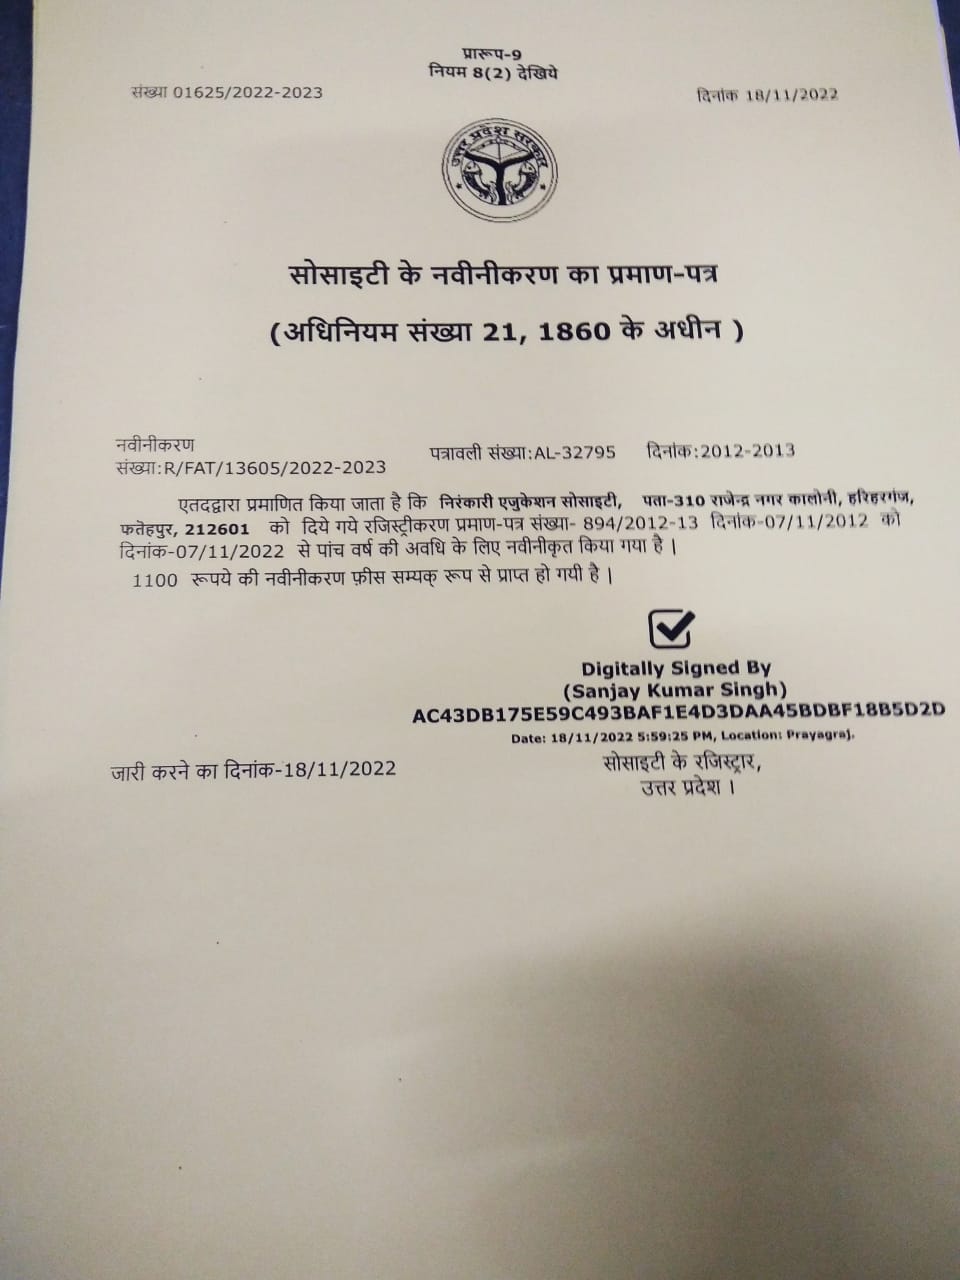 प्रारूप-9
नियम 8(2) देखिये
संख्या 01625/2022-2023
दिनांक 18/11/2022
उत्तर प्रदेश सरकार
सोसाइटी के नवीनीकरण का प्रमाण-पत्र
(अधिनियम संख्या 21, 1860 के अधीन )
नवीनीकरण
संख्या:R/FAT/13605/2022-2023
पत्रावली संख्या:AL-32795
दिनांक:2012-2013
एतदद्वारा प्रमाणित किया जाता है कि निरंकारी एजुकेशन सोसाइटी, पता-310 राजेन्द्र नगर कालोनी, हरिहरगंज,
फतेहपुर, 212601 को दिये गये रजिस्ट्रीकरण प्रमाण-पत्र संख्या- 894/2012-13 दिनांक-07/11/2012 को
दिनांक-07/11/2022 से पांच वर्ष की अवधि के लिए नवीनीकृत किया गया है |
1100 रूपये की नवीनीकरण फ़ीस सम्यक् रूप से प्राप्त हो गयी है |
Digitally Signed By
(Sanjay Kumar Singh)
AC43DB175E59C493BAF1E4D3DAA45BDBF18B5D2D
Date: 18/11/2022 5:59:25 PM, Location: Prayagraj.
जारी करने का दिनांक-18/11/2022
सोसाइटी के रजिस्ट्रार,
उत्तर प्रदेश |